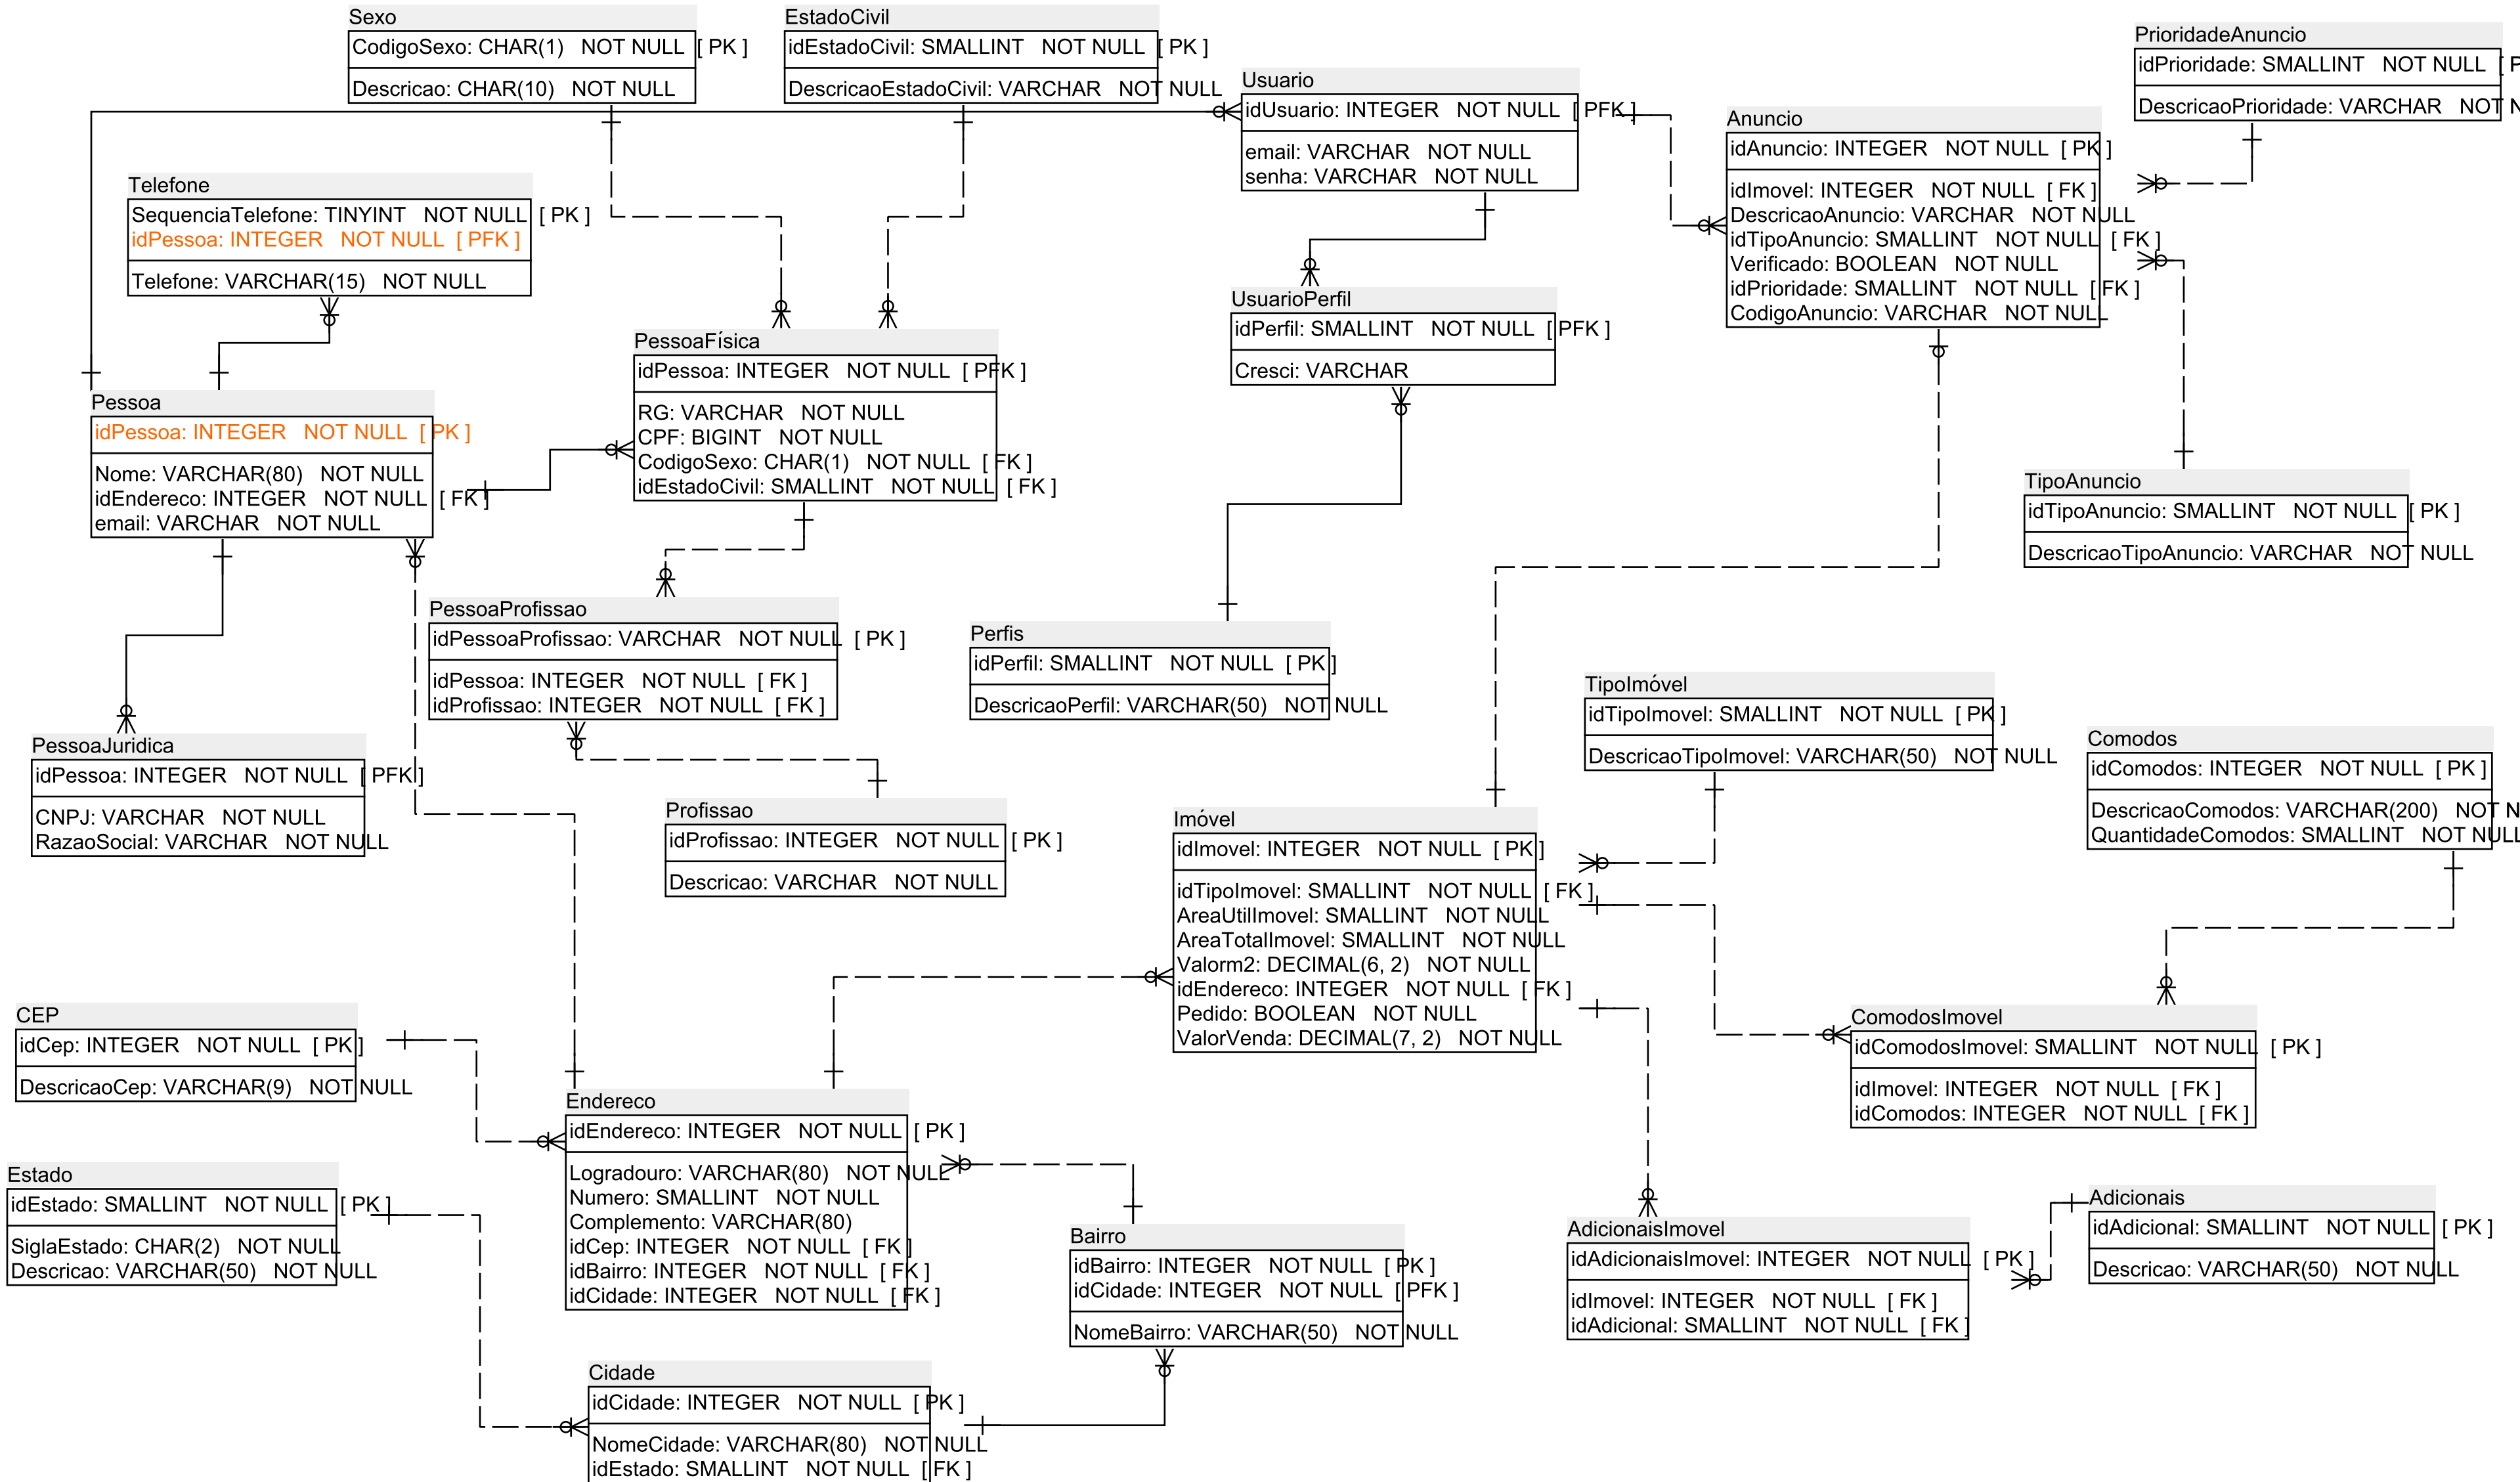 Sexo
CodigoSexo: CHAR(1) NOT NULL [ PK ]
Descricao: CHAR(10) NOT NULL
EstadoCivil
idEstadoCivil: SMALLINT NOT NULL [ PK ]
DescricaoEstadoCivil: VARCHAR NOT NULL
Usuario
idUsuario: INTEGER NOT NULL [ PFK ]
email: VARCHAR NOT NULL
senha: VARCHAR NOT NULL
PrioridadeAnuncio
idPrioridade: SMALLINT NOT NULL [ P
DescricaoPrioridade: VARCHAR NOT N
Anuncio
idAnuncio: INTEGER NOT NULL [ PK ]
idImovel: INTEGER NOT NULL [ FK ]
DescricaoAnuncio: VARCHAR NOT NULL
idTipoAnuncio: SMALLINT NOT NULL [ FK ]
Verificado: BOOLEAN NOT NULL
idPrioridade: SMALLINT NOT NULL [ FK ]
CodigoAnuncio: VARCHAR NOT NULL
Telefone
SequenciaTelefone: TINYINT NOT NULL [ PK ]
idPessoa: INTEGER NOT NULL [ PFK ]
Telefone: VARCHAR(15) NOT NULL
UsuarioPerfil
idPerfil: SMALLINT NOT NULL [ PFK ]
Cresci: VARCHAR
PessoaFísica
idPessoa: INTEGER NOT NULL [ PFK ]
RG: VARCHAR NOT NULL
CPF: BIGINT NOT NULL
CodigoSexo: CHAR(1) NOT NULL [ FK ]
idEstadoCivil: SMALLINT NOT NULL [ FK ]
Pessoa
idPessoa: INTEGER NOT NULL [ PK ]
Nome: VARCHAR(80) NOT NULL
idEndereco: INTEGER NOT NULL [ FK ]
email: VARCHAR NOT NULL
TipoAnuncio
idTipoAnuncio: SMALLINT NOT NULL [ PK ]
DescricaoTipoAnuncio: VARCHAR NOT NULL
PessoaProfissao
idPessoaProfissao: VARCHAR NOT NULL [ PK ]
idPessoa: INTEGER NOT NULL [ FK ]
idProfissao: INTEGER NOT NULL [ FK ]
Perfis
idPerfil: SMALLINT NOT NULL [ PK ]
DescricaoPerfil: VARCHAR(50) NOT NULL
TipoImóvel
idTipoImovel: SMALLINT NOT NULL [ PK ]
DescricaoTipoImovel: VARCHAR(50) NOT NULL
Comodos
idComodos: INTEGER NOT NULL [ PK ]
DescricaoComodos: VARCHAR(200) NOT N
QuantidadeComodos: SMALLINT NOT NULL
PessoaJuridica
idPessoa: INTEGER NOT NULL [ PFK ]
CNPJ: VARCHAR NOT NULL
RazaoSocial: VARCHAR NOT NULL
Profissao
idProfissao: INTEGER NOT NULL [ PK ]
Descricao: VARCHAR NOT NULL
Imóvel
idImovel: INTEGER NOT NULL [ PK ]
idTipoImovel: SMALLINT NOT NULL [ FK ]
AreaUtilImovel: SMALLINT NOT NULL
AreaTotalImovel: SMALLINT NOT NULL
Valorm2: DECIMAL(6, 2) NOT NULL
idEndereco: INTEGER NOT NULL [ FK ]
Pedido: BOOLEAN NOT NULL
ValorVenda: DECIMAL(7, 2) NOT NULL
CEP
idCep: INTEGER NOT NULL [ PK ]
DescricaoCep: VARCHAR(9) NOT NULL
ComodosImovel
idComodosImovel: SMALLINT NOT NULL [ PK ]
idImovel: INTEGER NOT NULL [ FK ]
idComodos: INTEGER NOT NULL [ FK ]
Endereco
idEndereco: INTEGER NOT NULL [ PK ]
Logradouro: VARCHAR(80) NOT NULL
Numero: SMALLINT NOT NULL
Complemento: VARCHAR(80)
idCep: INTEGER NOT NULL [ FK ]
idBairro: INTEGER NOT NULL [ FK ]
idCidade: INTEGER NOT NULL [ FK ]
Estado
idEstado: SMALLINT NOT NULL [ PK ]
SiglaEstado: CHAR(2) NOT NULL
Descricao: VARCHAR(50) NOT NULL
Bairro
idBairro: INTEGER NOT NULL [ PK ]
idCidade: INTEGER NOT NULL [ PFK ]
NomeBairro: VARCHAR(50) NOT NULL
AdicionaisImovel
idAdicionaisImovel: INTEGER NOT NULL [ PK ]
idImovel: INTEGER NOT NULL [ FK ]
idAdicional: SMALLINT NOT NULL [ FK ]
Adicionais
idAdicional: SMALLINT NOT NULL [ PK ]
Descricao: VARCHAR(50) NOT NULL
Cidade
idCidade: INTEGER NOT NULL [ PK ]
NomeCidade: VARCHAR(80) NOT NULL
idEstado: SMALLINT NOT NULL [ FK ]